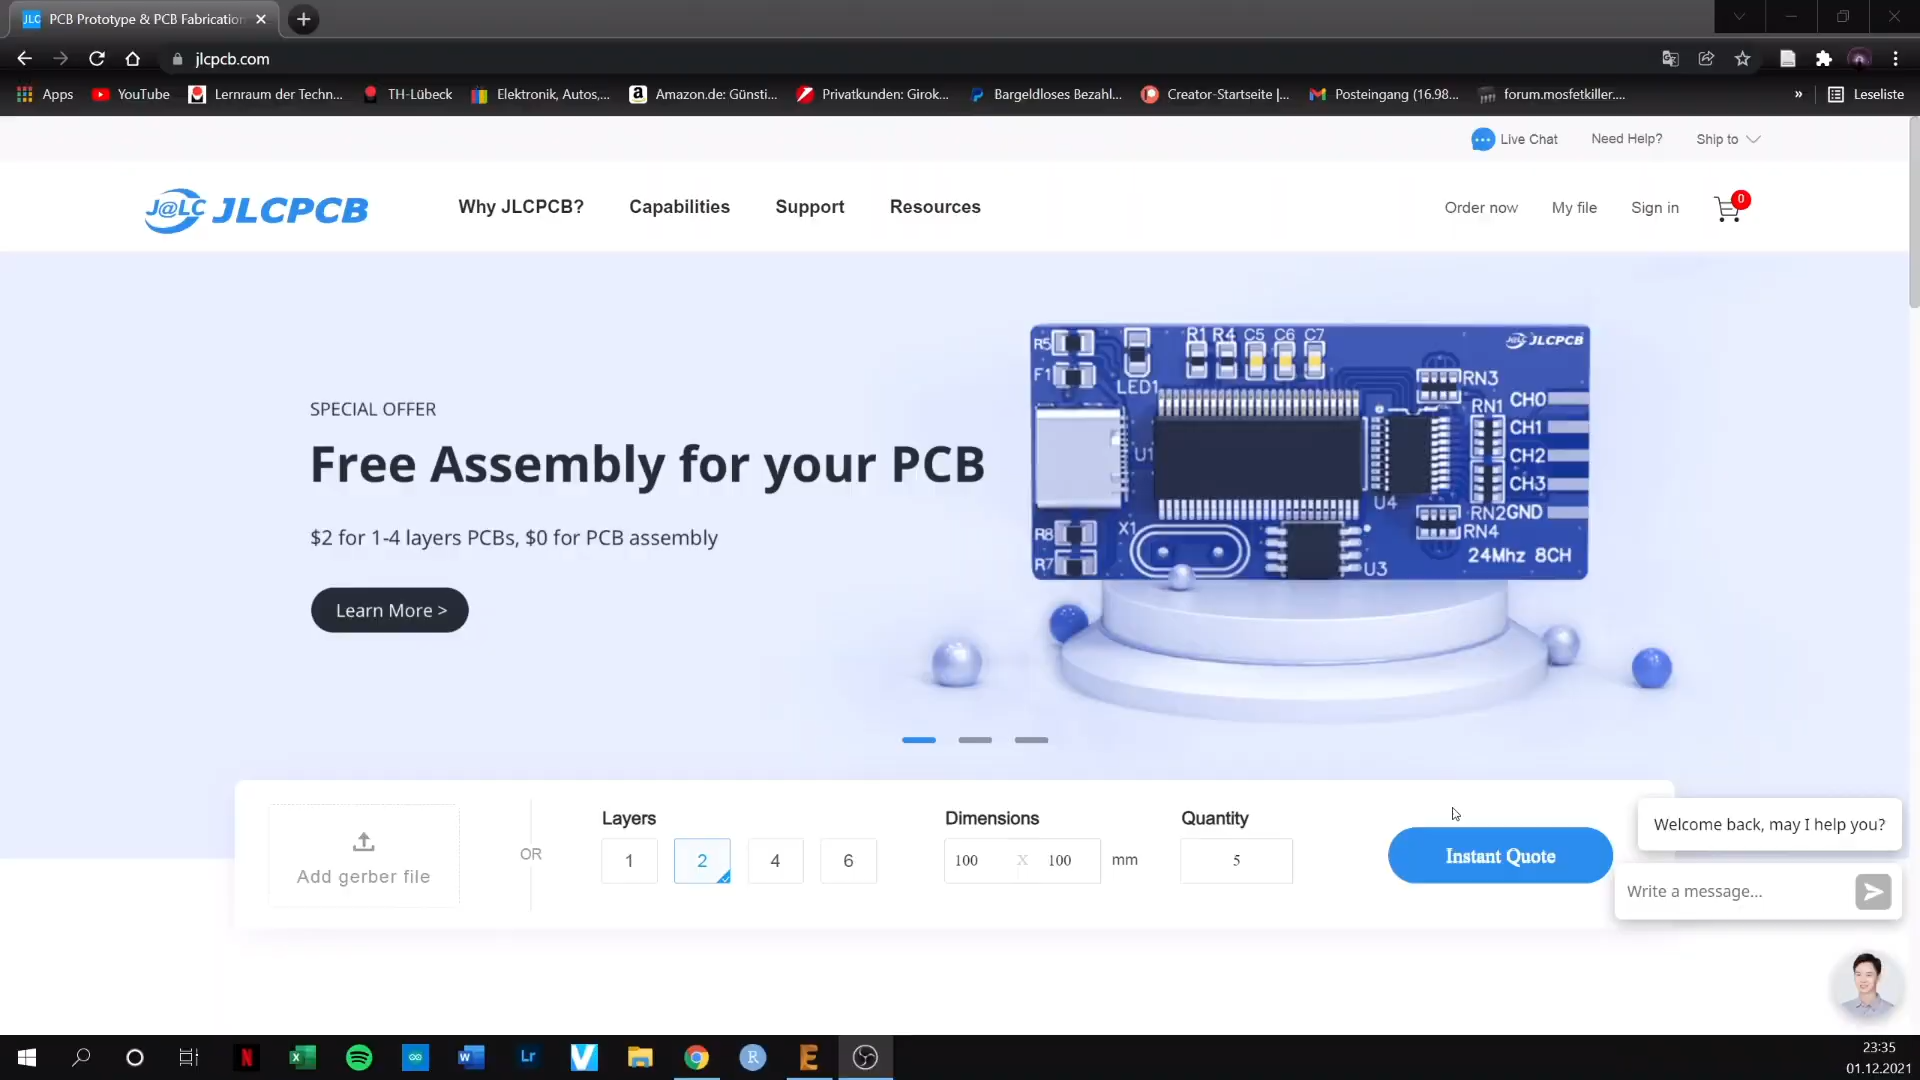 JLC PCB Prototype & PCB Fabrication
jlcpcb.com
Apps YouTube Lernraum der Techn... TH-Lübeck Elektronik, Autos,... Amazon.de: Günsti... Privatkunden: Girok... Bargeldloses Bezahl... Creator-Startseite |... Posteingang (16.98... forum.mosfetkiller.... » Leseliste
Live Chat Need Help? Ship to
J@LC JLCPCB Why JLCPCB? Capabilities Support Resources Order now My file Sign in 0
SPECIAL OFFER
Free Assembly for your PCB
$2 for 1-4 layers PCBs, $0 for PCB assembly
Learn More >
R5 R1 R4 C5 C6 C7 J@LC JLCPCB
F1 LED1 RN3
RN1 CH0
CH1
U1 CH2
CH3
U4
RN2 GND
R8 X1 RN4
R7 U3 24Mhz 8CH
Add gerber file
OR
Layers
1 2 4 6
Dimensions
100 X 100 mm
Quantity
5
Instant Quote
Welcome back, may I help you?
Write a message...
N X W Lr V R E
23:35
01.12.2021